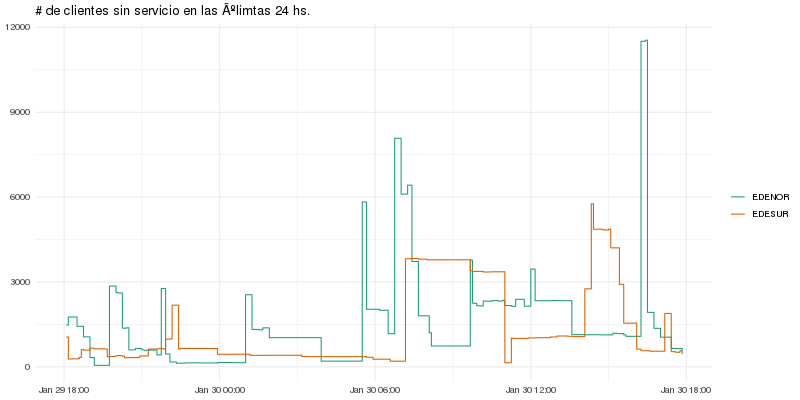 # de clientes sin servicio en las Ãºlimtas 24 hs.
12000
9000
6000
3000
0
Jan 29 18:00
Jan 30 00:00
Jan 30 06:00
Jan 30 12:00
Jan 30 18:00
EDENOR
EDESUR